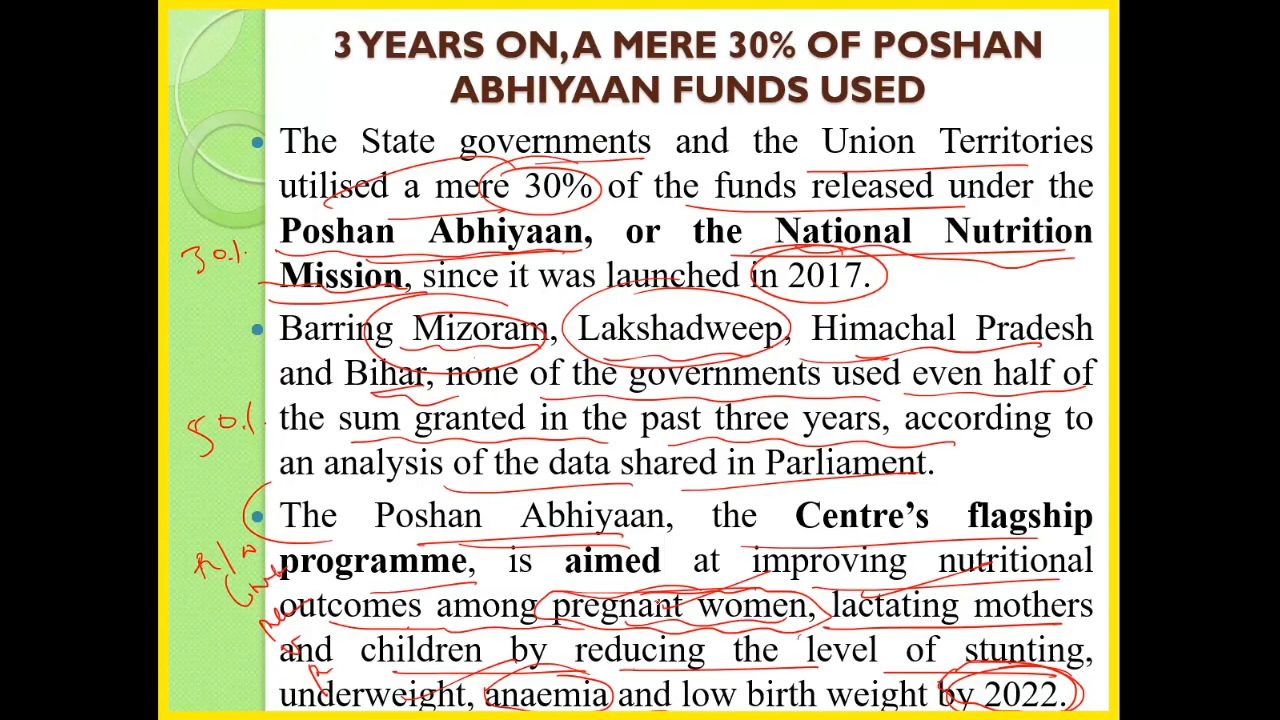 3 YEARS ON, A MERE 30% OF POSHAN
ABHIYAAN FUNDS USED
The State governments and the Union Territories
utilised a mere 30% of the funds released under the
Poshan Abhiyaan, or the National Nutrition
30%
Mission, since it was launched in 2017.
Barring Mizoram, Lakshadweep, Himachal Pradesh
and Bihar, none of the governments used even half of
50%
the sum granted in the past three years, according to
an analysis of the data shared in Parliament.
The Poshan Abhiyaan, the Centre's flagship
programme, is aimed at improving nutritional
outcomes among pregnant women, lactating mothers
and children by reducing the level of stunting,
underweight, anaemia and low birth weight by 2022.